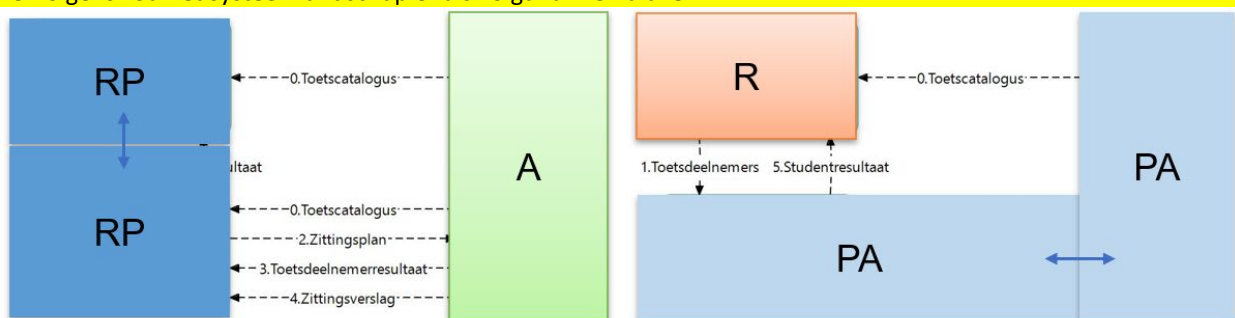 RP
0.Toetscatalogus
A
R
0.Toetscatalogus
PA
ultaat
1.Toetsdeelnemers
5.Studentresultaat
RP
0.Toetscatalogus
2.Zittingsplan
3.Toetsdeelnemerresultaat
4.Zittingsverslag
PA